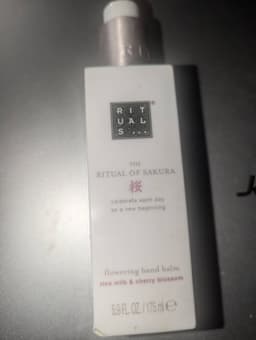 RIT
UAL
S...
THE
RITUAL OF SAKURA
桜
celebrate each day
as a new beginning
flowering hand balm
rice milk & cherry blossom
5.9 FL. OZ. / 175 ml ℮